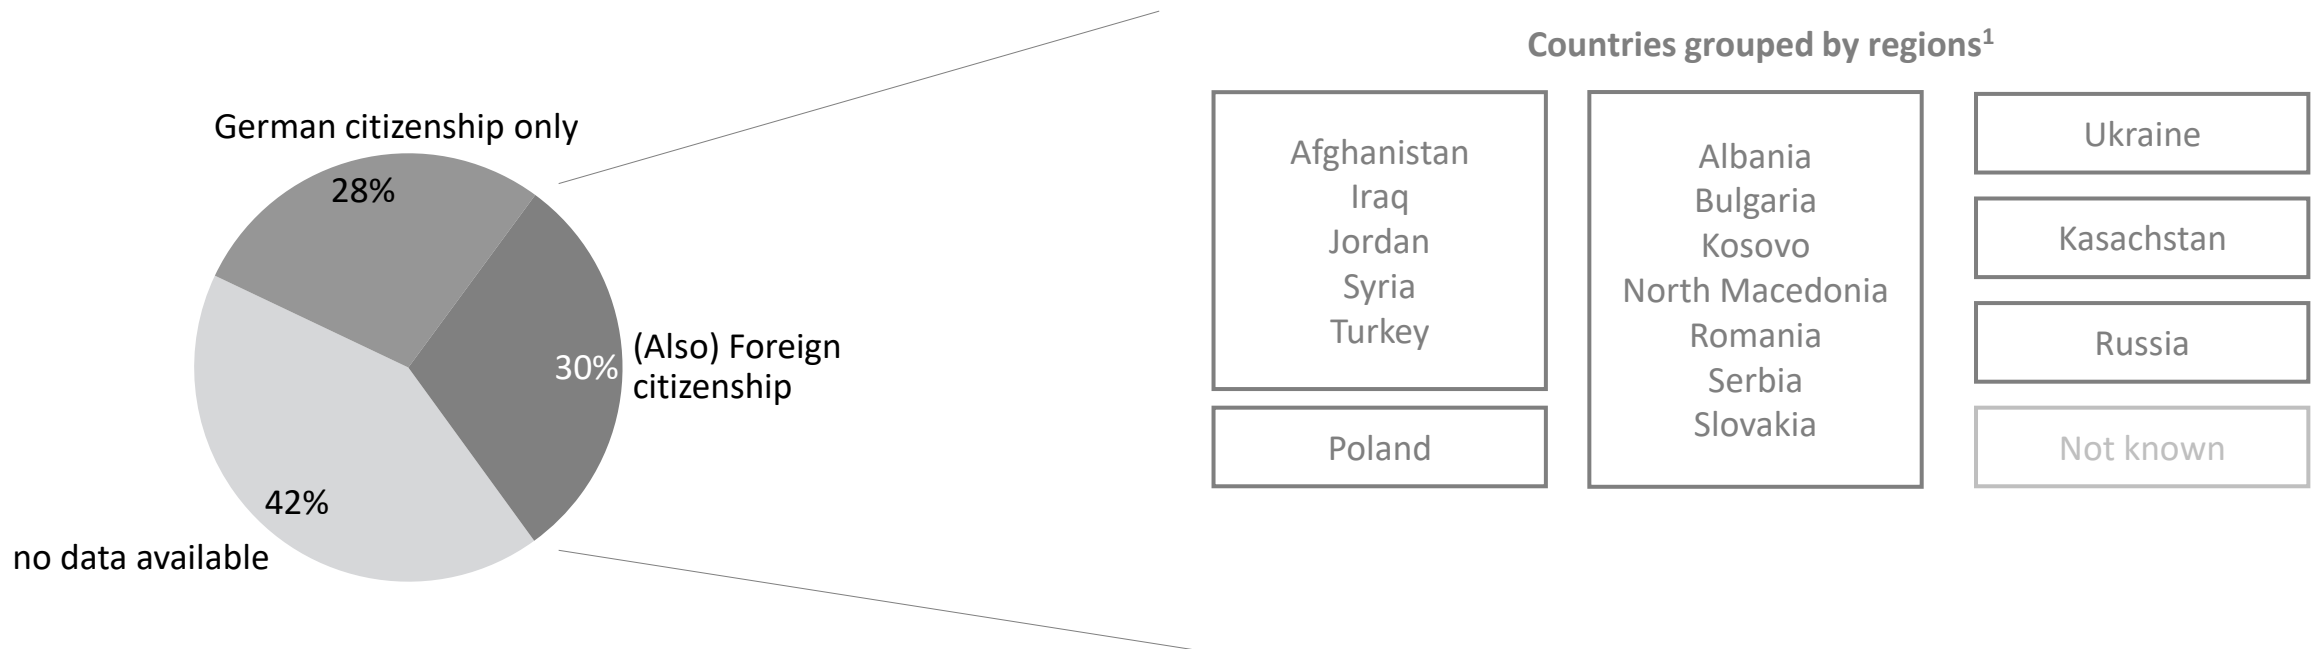 German citizenship only
28%
(Also) Foreign
citizenship
30%
42%
no data available
Countries grouped by regions¹
Afghanistan
Iraq
Jordan
Syria
Turkey
Poland
Albania
Bulgaria
Kosovo
North Macedonia
Romania
Serbia
Slovakia
Ukraine
Kasachstan
Russia
Not known